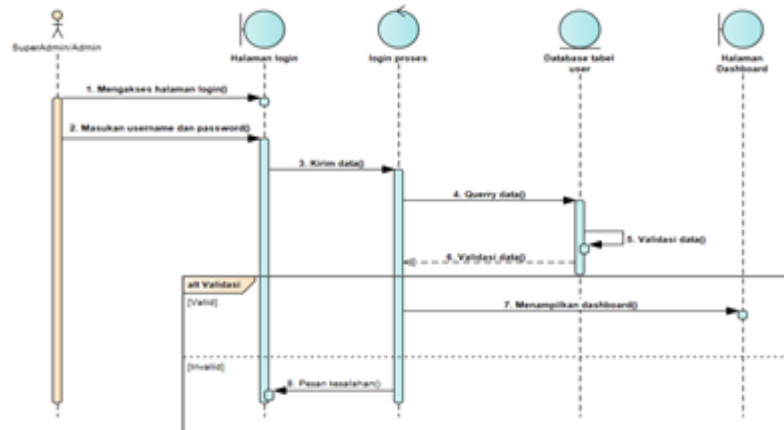 SuperAdmin/Admin
Halaman login
login proses
Database tabel
user
Halaman
Dashboard
1. Mengakses halaman login()
2. Masukan username dan password()
3. Kirim data()
4. Querry data()
5. Validasi data()
6. Validasi data()
alt Validasi
[Valid]
7. Menampilkan dashboard()
[Invalid]
8. Pesan kesalahan()